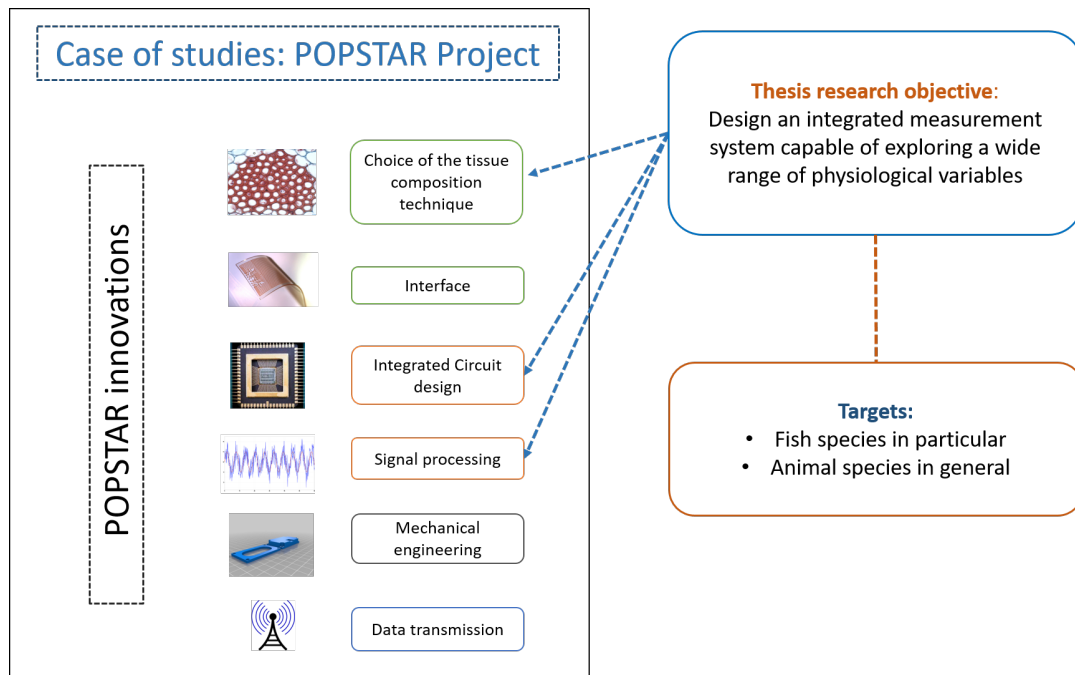 Case of studies: POPSTAR Project
POPSTAR innovations
Choice of the tissue
composition
technique
Interface
Integrated Circuit
design
Signal processing
Mechanical
engineering
Data transmission
Thesis research objective:
Design an integrated measurement
system capable of exploring a wide
range of physiological variables
Targets:
• Fish species in particular
• Animal species in general